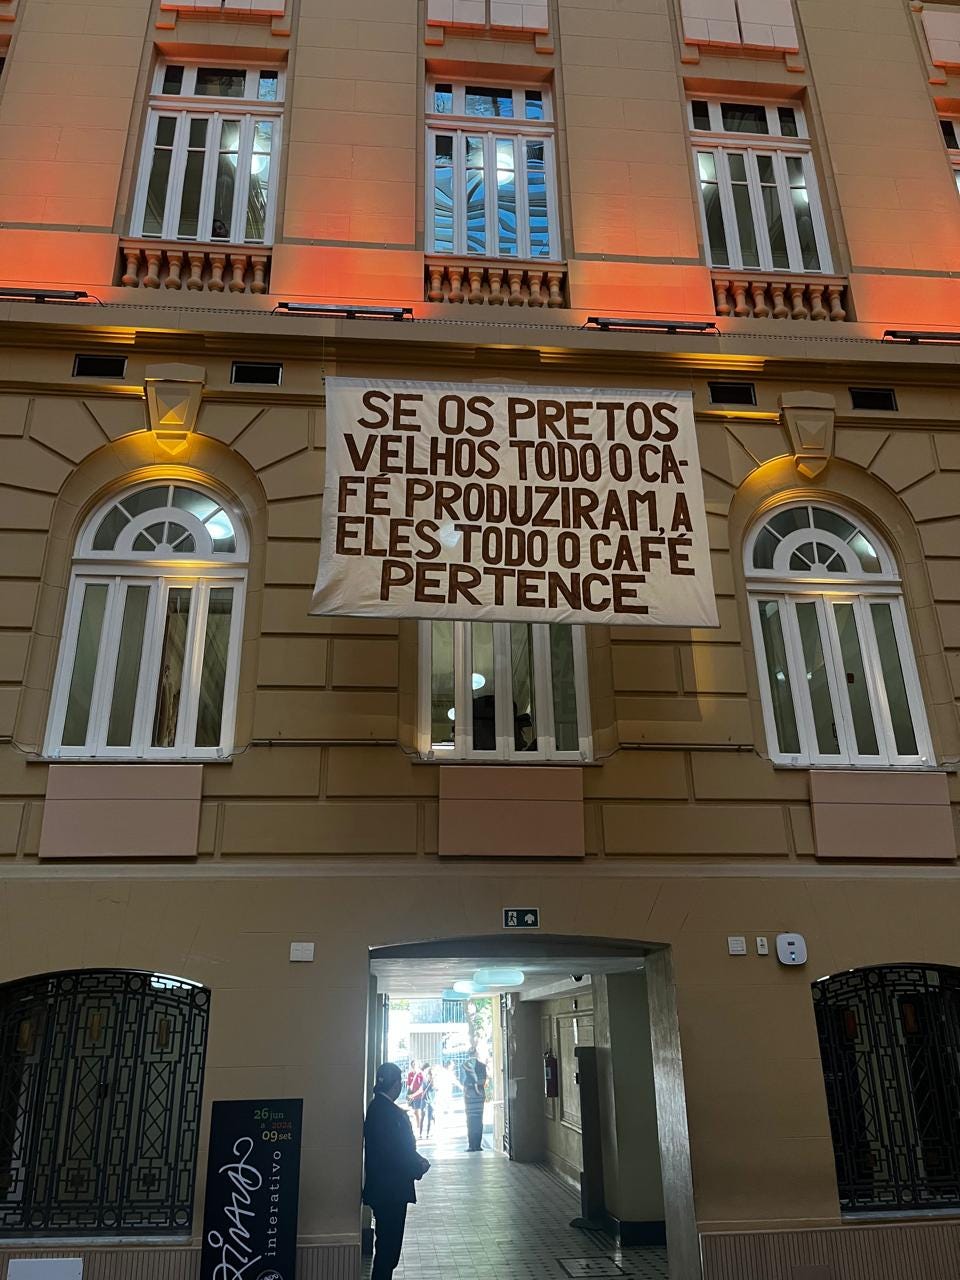 SE OS PRETOS
VELHOS TODO O CA-
FÉ PRODUZIRAM, A
ELES TODO O CAFÉ
PERTENCE
26 jun
a 2024
09 set
interativo